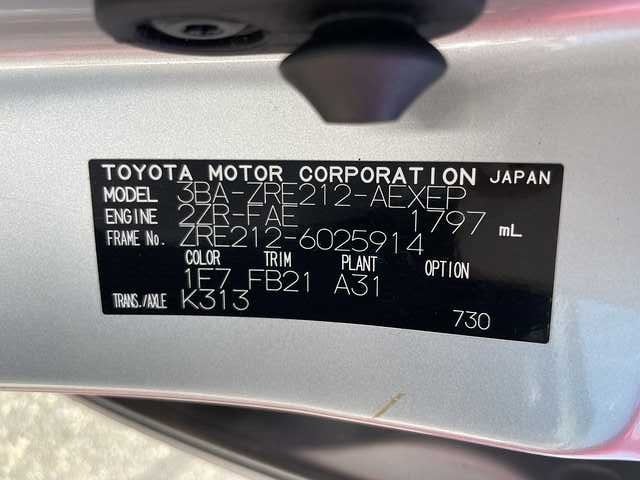 TOYOTA MOTOR CORPORATION JAPAN
MODEL 3BA-ZRE212-AEXEP
ENGINE 2ZR-FAE 1797 mL
FRAME No. ZRE212-6025914
COLOR TRIM PLANT OPTION
1E7 FB21 A31
TRANS./AXLE K313
730